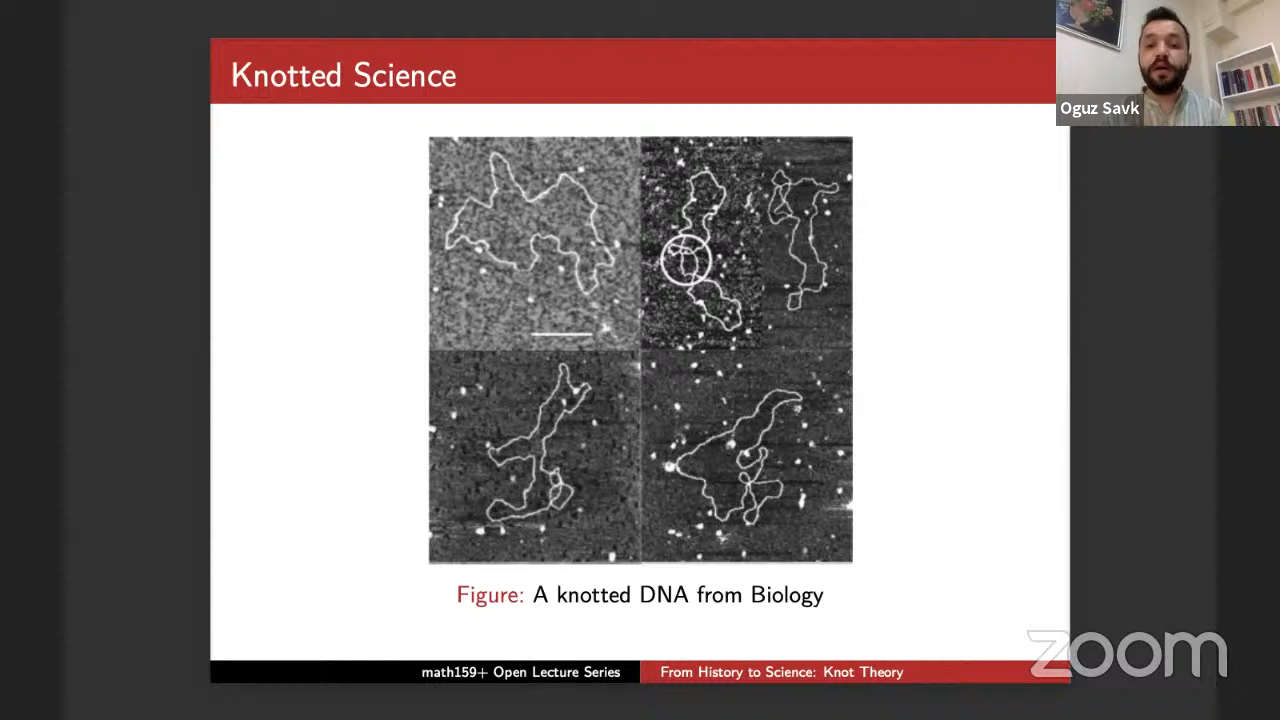 Knotted Science
Oguz Savk
Figure: A knotted DNA from Biology
math159+ Open Lecture Series
From History to Science: Knot Theory
zoom